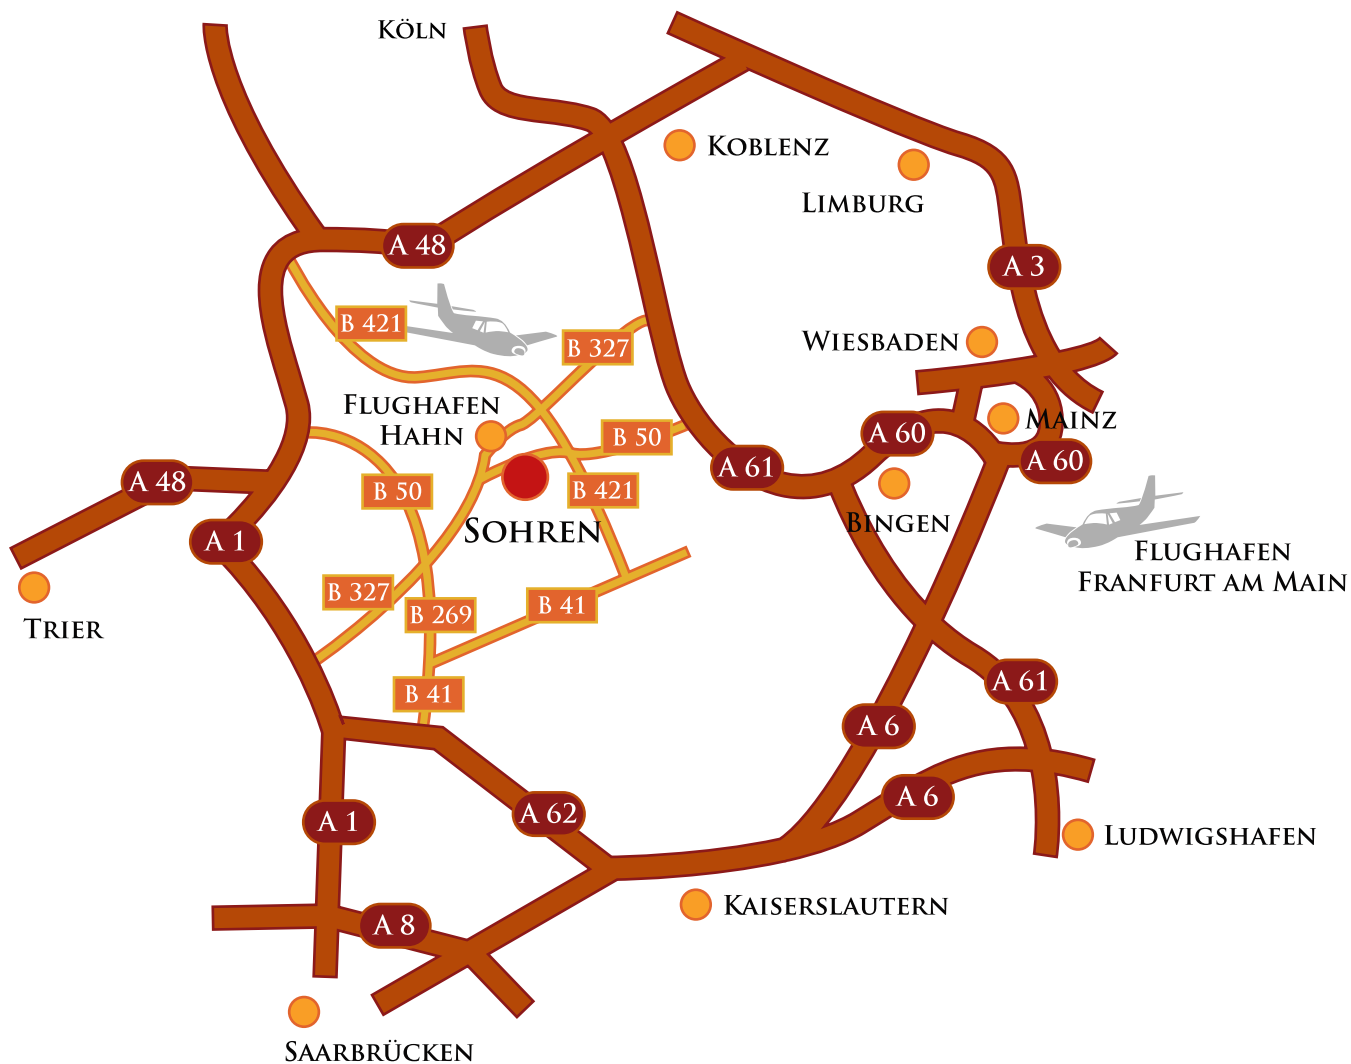 Köln
Koblenz
Limburg
A 48
A 3
B 421
B 327
Wiesbaden
Flughafen
Hahn
Mainz
A 60
B 50
A 61
A 60
A 48
B 50
B 421
Bingen
Sohren
A 1
Flughafen
Franfurt am Main
B 327
B 269
B 41
Trier
A 61
B 41
A 6
A 6
A 62
A 1
Ludwigshafen
Kaiserslautern
A 8
Saarbrücken